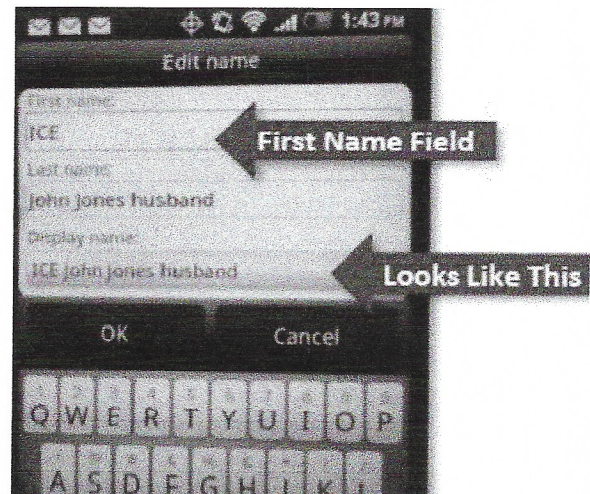 1:43 PM
Edit name
First name:
ICE
First Name Field
Last name:
John Jones husband
Display name:
ICE John Jones husband
Looks Like This
OK
Cancel
Q W E R T Y U I O P
A S D F G H J K L